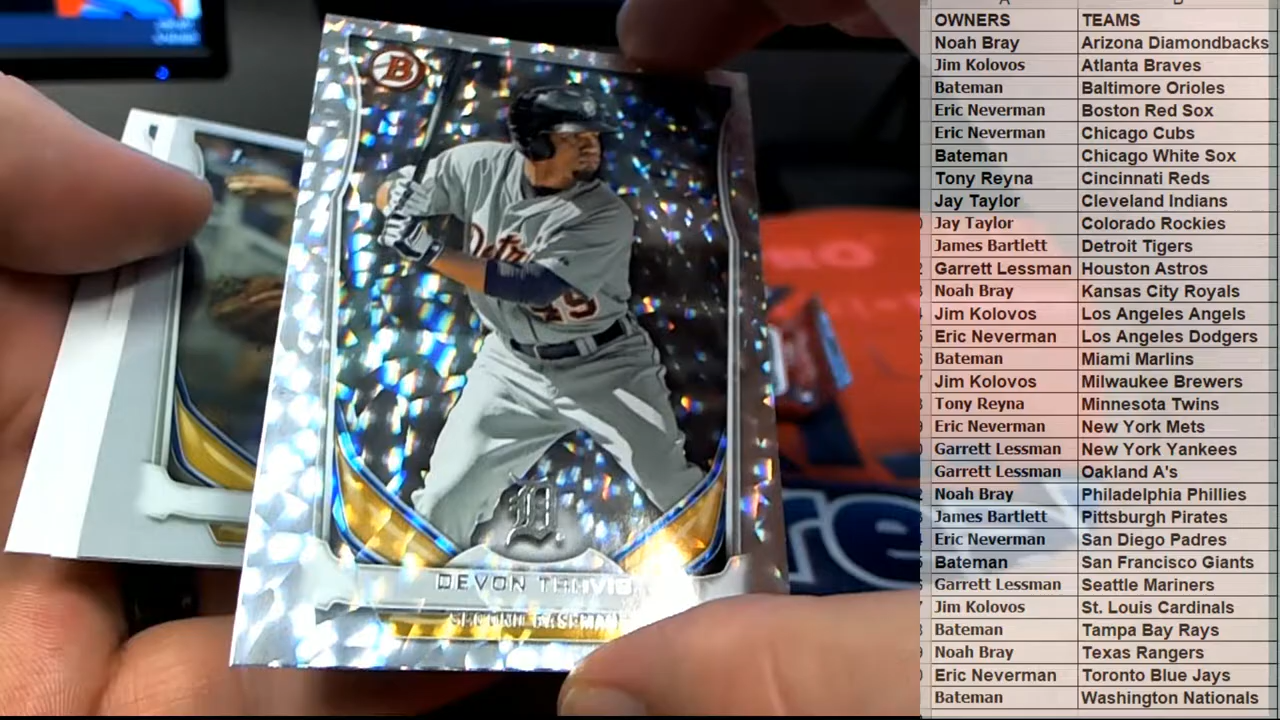 B
Detroit
49
D
DEVON TRAVIS
SECOND BASEMAN
OWNERS TEAMS
Noah Bray Arizona Diamondbacks
Jim Kolovos Atlanta Braves
Bateman Baltimore Orioles
Eric Neverman Boston Red Sox
Eric Neverman Chicago Cubs
Bateman Chicago White Sox
Tony Reyna Cincinnati Reds
Jay Taylor Cleveland Indians
Jay Taylor Colorado Rockies
James Bartlett Detroit Tigers
Garrett Lessman Houston Astros
Noah Bray Kansas City Royals
Jim Kolovos Los Angeles Angels
Eric Neverman Los Angeles Dodgers
Bateman Miami Marlins
Jim Kolovos Milwaukee Brewers
Tony Reyna Minnesota Twins
Eric Neverman New York Mets
Garrett Lessman New York Yankees
Garrett Lessman Oakland A's
Noah Bray Philadelphia Phillies
James Bartlett Pittsburgh Pirates
Eric Neverman San Diego Padres
Bateman San Francisco Giants
Garrett Lessman Seattle Mariners
Jim Kolovos St. Louis Cardinals
Bateman Tampa Bay Rays
Noah Bray Texas Rangers
Eric Neverman Toronto Blue Jays
Bateman Washington Nationals